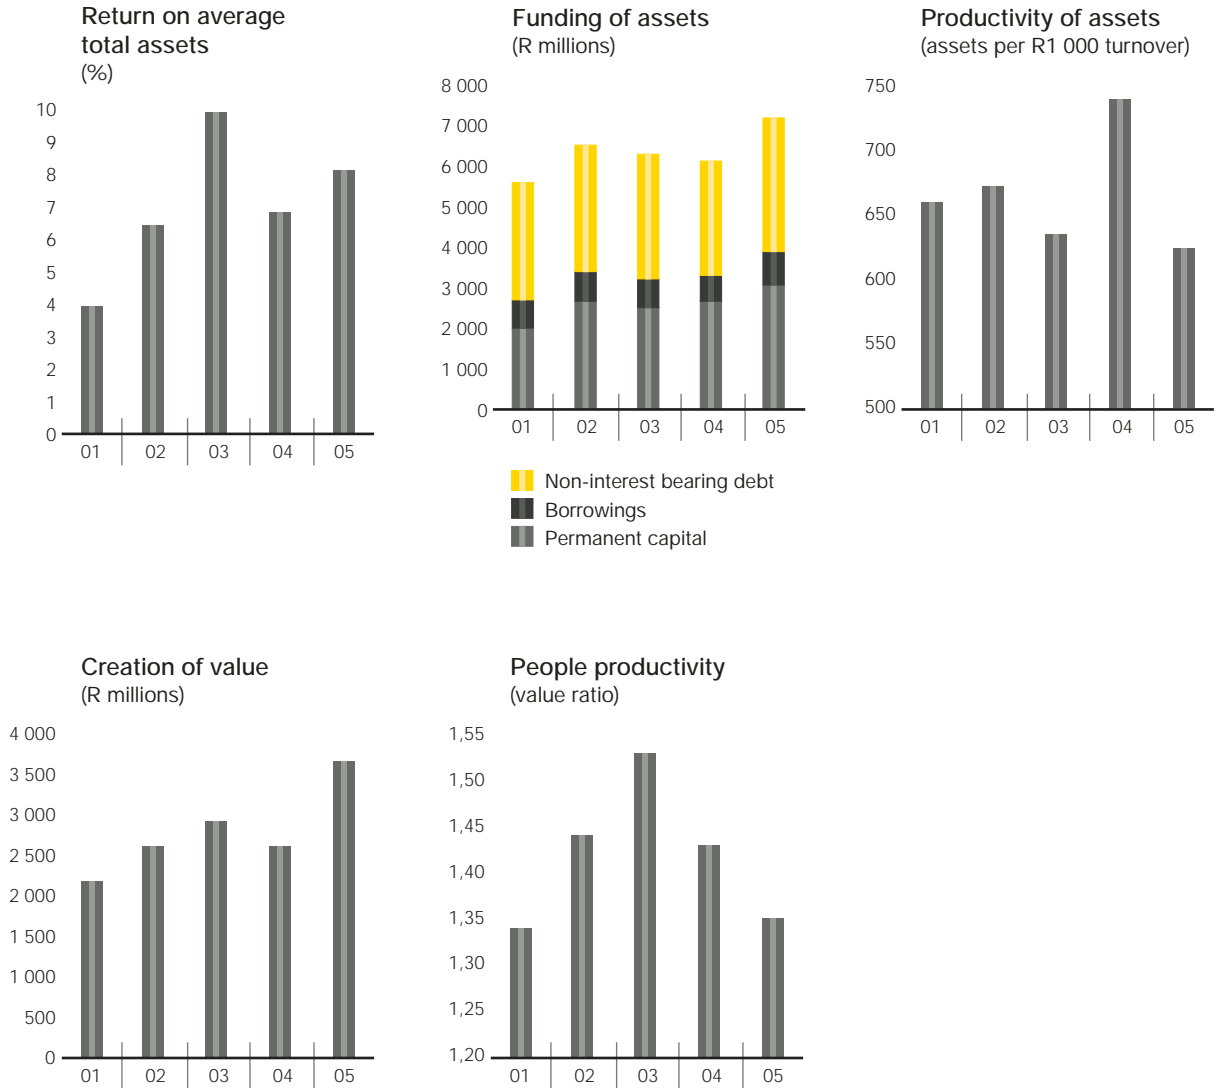 Return on average
total assets
(%)
10
9
8
7
6
5
4
3
2
1
0
01 02 03 04 05
Funding of assets
(R millions)
8 000
7 000
6 000
5 000
4 000
3 000
2 000
1 000
0
01 02 03 04 05
Non-interest bearing debt
Borrowings
Permanent capital
Productivity of assets
(assets per R1 000 turnover)
750
700
650
600
550
500
01 02 03 04 05
Creation of value
(R millions)
4 000
3 500
3 000
2 500
2 000
1 500
1 000
500
0
01 02 03 04 05
People productivity
(value ratio)
1,55
1,50
1,45
1,40
1,35
1,30
1,25
1,20
01 02 03 04 05